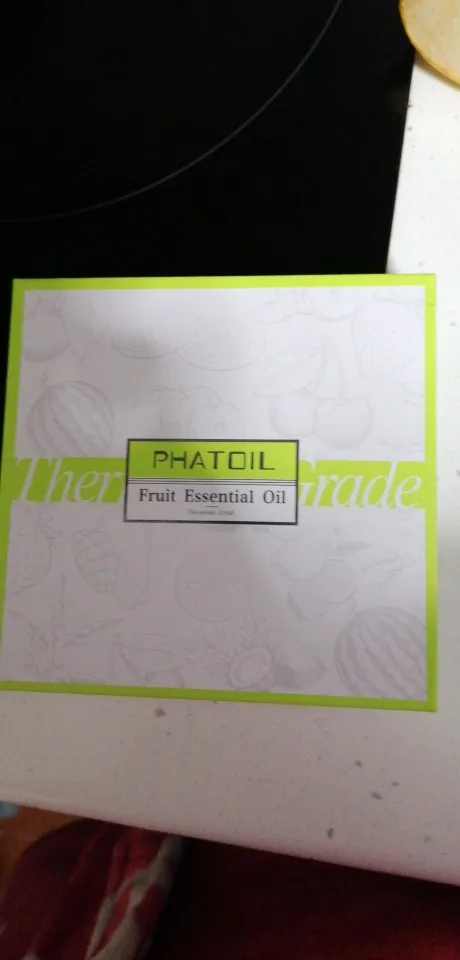 PHATOIL
Ther Grade
Fruit Essential Oil